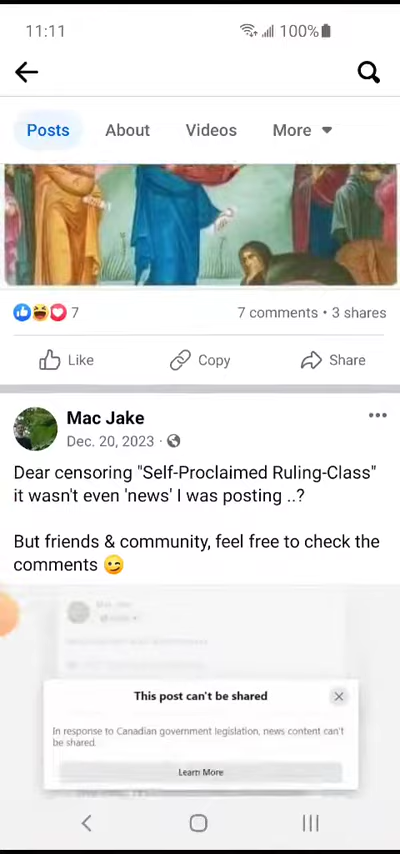 11:11
100%
Posts About Videos More
7
7 comments • 3 shares
Like Copy Share
Mac Jake
Dec. 20, 2023 ·
Dear censoring "Self-Proclaimed Ruling-Class"
it wasn't even 'news' I was posting ..?
But friends & community, feel free to check the
comments 😉
This post can't be shared
In response to Canadian government legislation, news content can't
be shared
Learn More